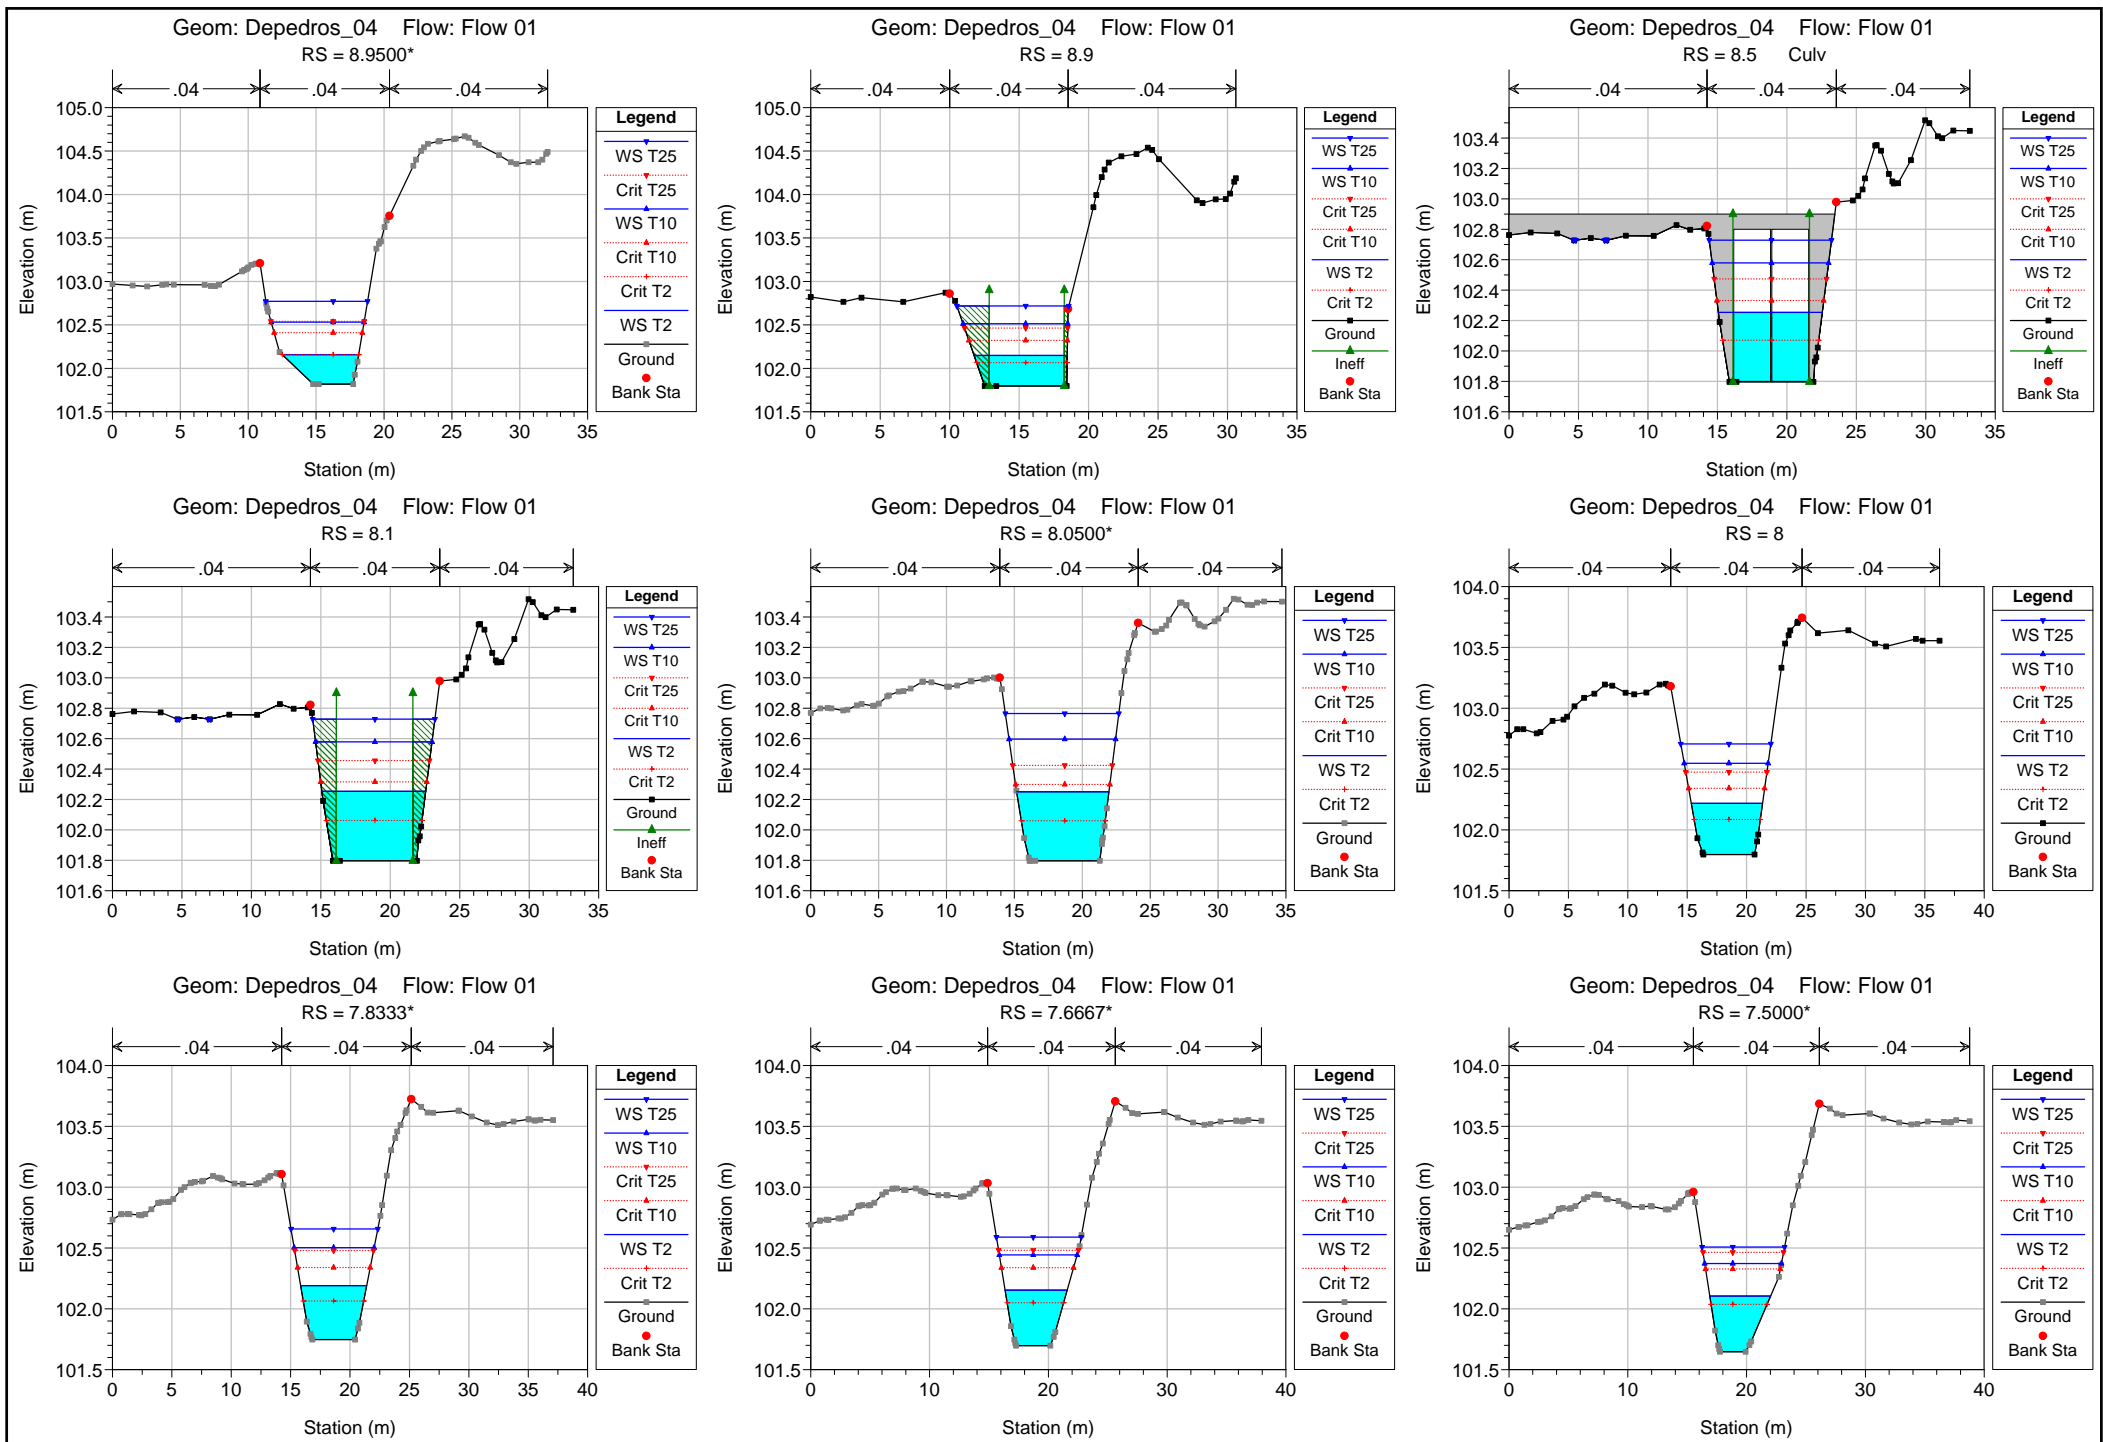 Geom: Depedros_04 Flow: Flow 01
RS = 8.9500*
.04 .04 .04
105.0
104.5
104.0
103.5
103.0
102.5
102.0
101.5
0 5 10 15 20 25 30 35
Station (m)
Elevation (m)
Legend
WS T25
Crit T25
WS T10
Crit T10
Crit T2
WS T2
Ground
Bank Sta
Geom: Depedros_04 Flow: Flow 01
RS = 8.9
.04 .04 .04
105.0
104.5
104.0
103.5
103.0
102.5
102.0
101.5
0 5 10 15 20 25 30 35
Station (m)
Elevation (m)
Legend
WS T25
WS T10
Crit T25
Crit T10
WS T2
Crit T2
Ground
Ineff
Bank Sta
Geom: Depedros_04 Flow: Flow 01
RS = 8.5 Culv
.04 .04 .04
103.4
103.2
103.0
102.8
102.6
102.4
102.2
102.0
101.8
101.6
0 5 10 15 20 25 30 35
Station (m)
Elevation (m)
Legend
WS T25
WS T10
Crit T25
Crit T10
WS T2
Crit T2
Ground
Ineff
Bank Sta
Geom: Depedros_04 Flow: Flow 01
RS = 8.1
.04 .04 .04
103.4
103.2
103.0
102.8
102.6
102.4
102.2
102.0
101.8
101.6
0 5 10 15 20 25 30 35
Station (m)
Elevation (m)
Legend
WS T25
WS T10
Crit T25
Crit T10
WS T2
Crit T2
Ground
Ineff
Bank Sta
Geom: Depedros_04 Flow: Flow 01
RS = 8.0500*
.04 .04 .04
103.4
103.2
103.0
102.8
102.6
102.4
102.2
102.0
101.8
101.6
0 5 10 15 20 25 30 35
Station (m)
Elevation (m)
Legend
WS T25
WS T10
Crit T25
Crit T10
WS T2
Crit T2
Ground
Bank Sta
Geom: Depedros_04 Flow: Flow 01
RS = 8
.04 .04 .04
104.0
103.5
103.0
102.5
102.0
101.5
0 5 10 15 20 25 30 35 40
Station (m)
Elevation (m)
Legend
WS T25
WS T10
Crit T25
Crit T10
WS T2
Crit T2
Ground
Bank Sta
Geom: Depedros_04 Flow: Flow 01
RS = 7.8333*
.04 .04 .04
104.0
103.5
103.0
102.5
102.0
101.5
0 5 10 15 20 25 30 35 40
Station (m)
Elevation (m)
Legend
WS T25
WS T10
Crit T25
Crit T10
WS T2
Crit T2
Ground
Bank Sta
Geom: Depedros_04 Flow: Flow 01
RS = 7.6667*
.04 .04 .04
104.0
103.5
103.0
102.5
102.0
101.5
0 10 20 30 40
Station (m)
Elevation (m)
Legend
WS T25
Crit T25
WS T10
Crit T10
WS T2
Crit T2
Ground
Bank Sta
Geom: Depedros_04 Flow: Flow 01
RS = 7.5000*
.04 .04 .04
104.0
103.5
103.0
102.5
102.0
101.5
0 10 20 30 40
Station (m)
Elevation (m)
Legend
WS T25
Crit T25
WS T10
Crit T10
WS T2
Crit T2
Ground
Bank Sta